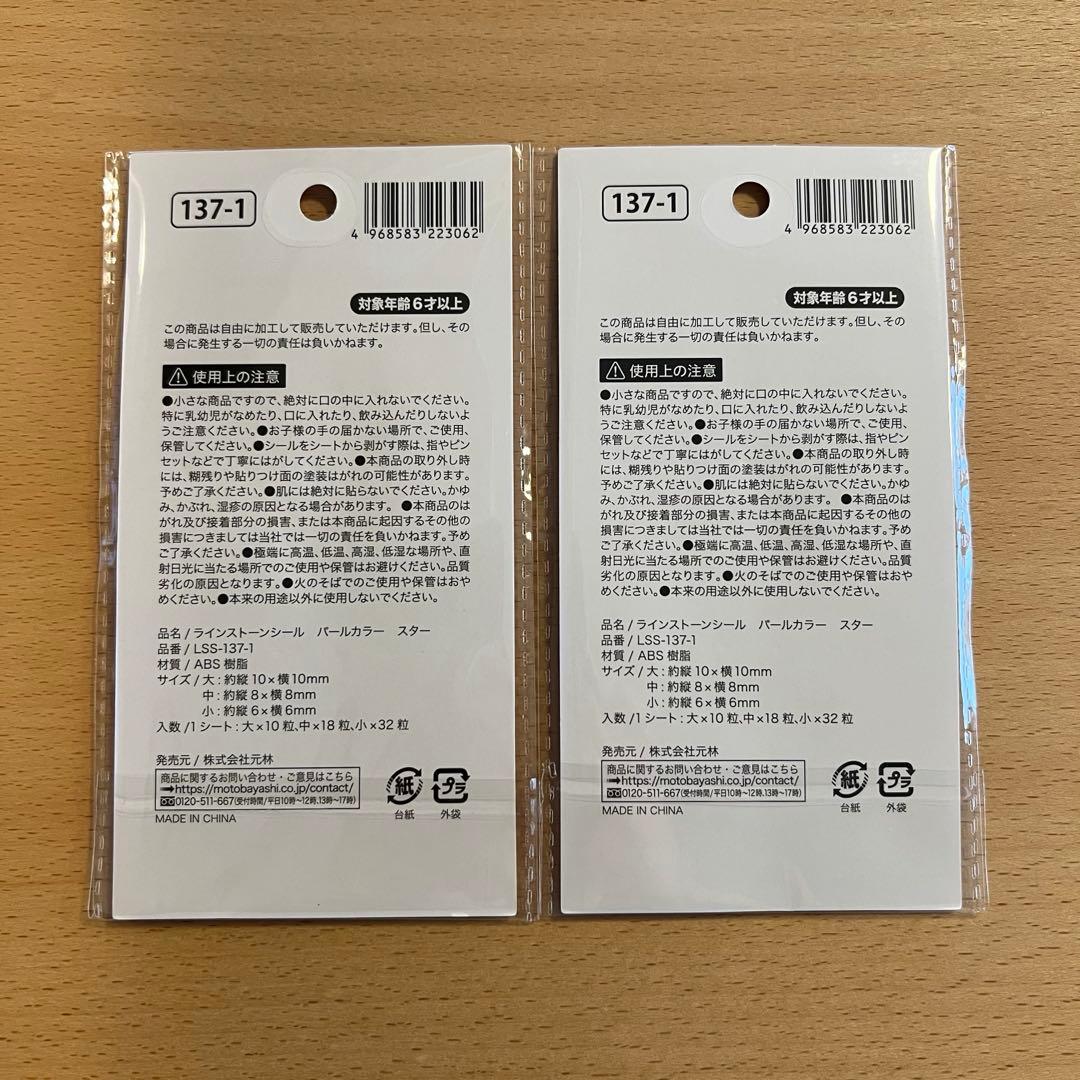 137-1
4 968583 223062
対象年齢6才以上
この商品は自由に加工して販売していただけます。但し、その
場合に発生する一切の責任は負いかねます。
使用上の注意
●小さな商品ですので、絶対に口の中に入れないでください。
特に乳幼児がなめたり、口に入れたり、飲み込んだりしないよ
うご注意ください。●お子様の手の届かない場所で、ご使用、
保管してください。●シールをシートから剥がす際は、指やピン
セットなどで丁寧にはがしてください。●本商品の取り外し時
には、糊残りや貼りつけ面の塗装はがれの可能性があります。
予めご了承ください。●肌には絶対に貼らないでください。かゆ
み、かぶれ、湿疹の原因となる場合があります。 ●本商品のは
がれ及び接着部分の損害、または本商品に起因するその他の
損害につきましては当社では一切の責任を負いかねます。予め
ご了承ください。●極端に高温、低温、高湿、低湿な場所や、直
射日光に当たる場所でのご使用や保管はお避けください。品質
劣化の原因となります。●火のそばでのご使用や保管はおや
めください。●本来の用途以外に使用しないでください。
品名 / ラインストーンシール パールカラー スター
品番 / LSS-137-1
材質 / ABS 樹脂
サイズ / 大 : 約縦 10×横 10mm
中 : 約縦 8×横 8mm
小 : 約縦 6×横 6mm
入数 /1 シート : 大×10 粒、中×18 粒、小×32 粒
発売元 / 株式会社元林
商品に関するお問い合わせ・ご意見はこちら
➡https://motobayashi.co.jp/contact/
0120-511-667(受付時間/平日10時～12時、13時～17時)
MADE IN CHINA
紙
台紙
プラ
外袋
137-1
4 968583 223062
対象年齢6才以上
この商品は自由に加工して販売していただけます。但し、その
場合に発生する一切の責任は負いかねます。
使用上の注意
●小さな商品ですので、絶対に口の中に入れないでください。
特に乳幼児がなめたり、口に入れたり、飲み込んだりしないよ
うご注意ください。●お子様の手の届かない場所で、ご使用、
保管してください。●シールをシートから剥がす際は、指やピン
セットなどで丁寧にはがしてください。●本商品の取り外し時
には、糊残りや貼りつけ面の塗装はがれの可能性があります。
予めご了承ください。●肌には絶対に貼らないでください。かゆ
み、かぶれ、湿疹の原因となる場合があります。 ●本商品のは
がれ及び接着部分の損害、または本商品に起因するその他の
損害につきましては当社では一切の責任を負いかねます。予め
ご了承ください。●極端に高温、低温、高湿、低湿な場所や、直
射日光に当たる場所でのご使用や保管はお避けください。品質
劣化の原因となります。●火のそばでのご使用や保管はおや
めください。●本来の用途以外に使用しないでください。
品名 / ラインストーンシール パールカラー スター
品番 / LSS-137-1
材質 / ABS 樹脂
サイズ / 大 : 約縦 10×横 10mm
中 : 約縦 8×横 8mm
小 : 約縦 6×横 6mm
入数 /1 シート : 大×10 粒、中×18 粒、小×32 粒
発売元 / 株式会社元林
商品に関するお問い合わせ・ご意見はこちら
➡https://motobayashi.co.jp/contact/
0120-511-667(受付時間/平日10時～12時、13時～17時)
MADE IN CHINA
紙
台紙
プラ
外袋